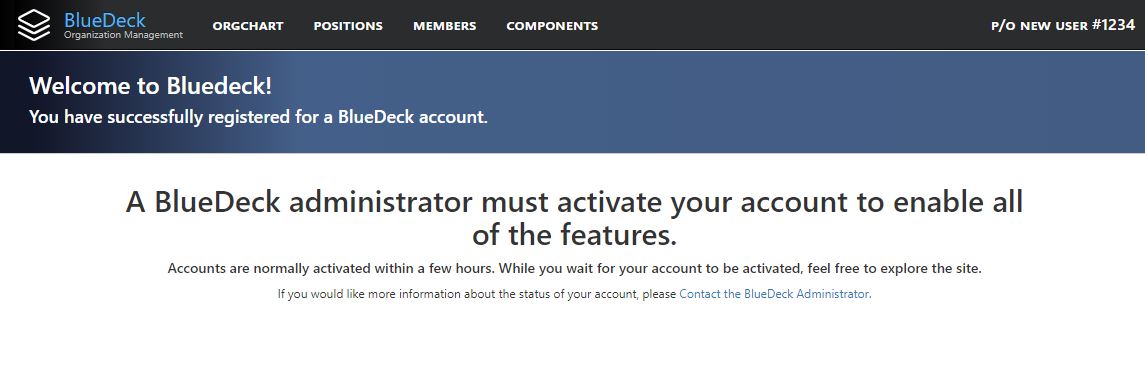 BlueDeck
Organization Management
ORGCHART POSITIONS MEMBERS COMPONENTS
P/O NEW USER #1234
Welcome to Bluedeck!
You have successfully registered for a BlueDeck account.
A BlueDeck administrator must activate your account to enable all
of the features.
Accounts are normally activated within a few hours. While you wait for your account to be activated, feel free to explore the site.
If you would like more information about the status of your account, please Contact the BlueDeck Administrator.